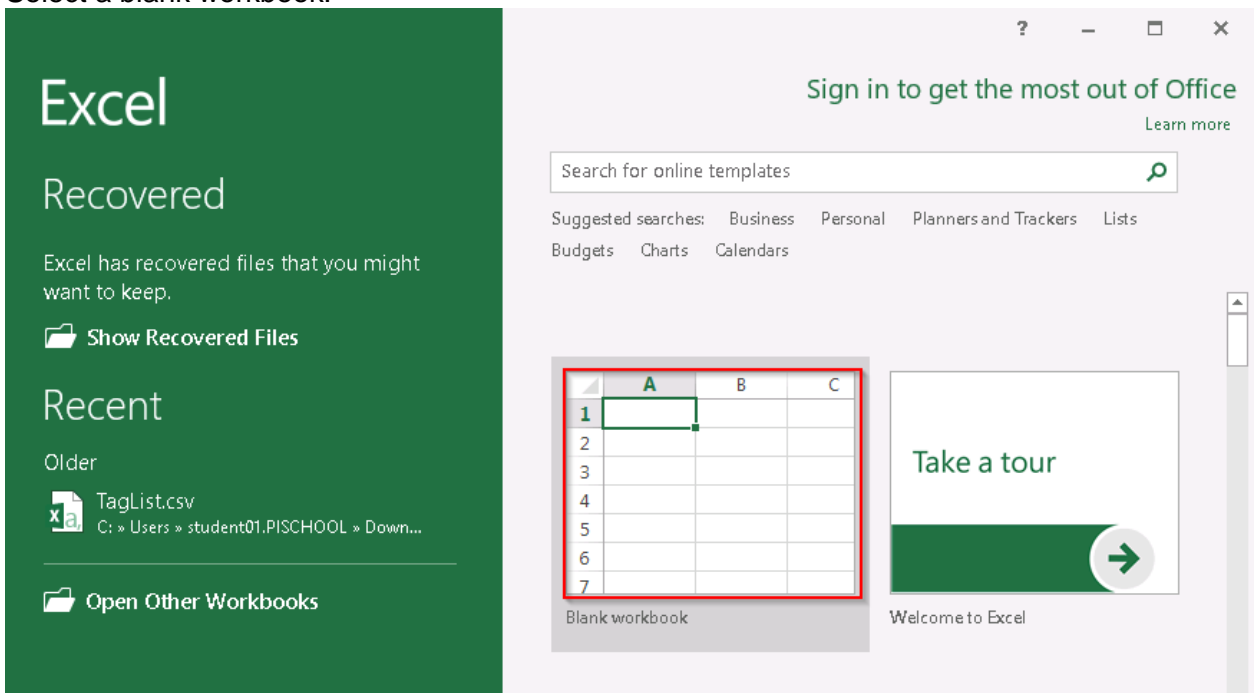 Select a blank workbook.
?
Excel
Sign in to get the most out of Office
Learn more
Search for online templates
Suggested searches: Business Personal Planners and Trackers Lists
Budgets Charts Calendars
Recovered
Excel has recovered files that you might
want to keep.
Show Recovered Files
Recent
Older
TagList.csv
C: » Users » student01.PISCHOOL » Down...
Open Other Workbooks
A B C
1
2
3
4
5
6
7
Blank workbook
Take a tour
Welcome to Excel